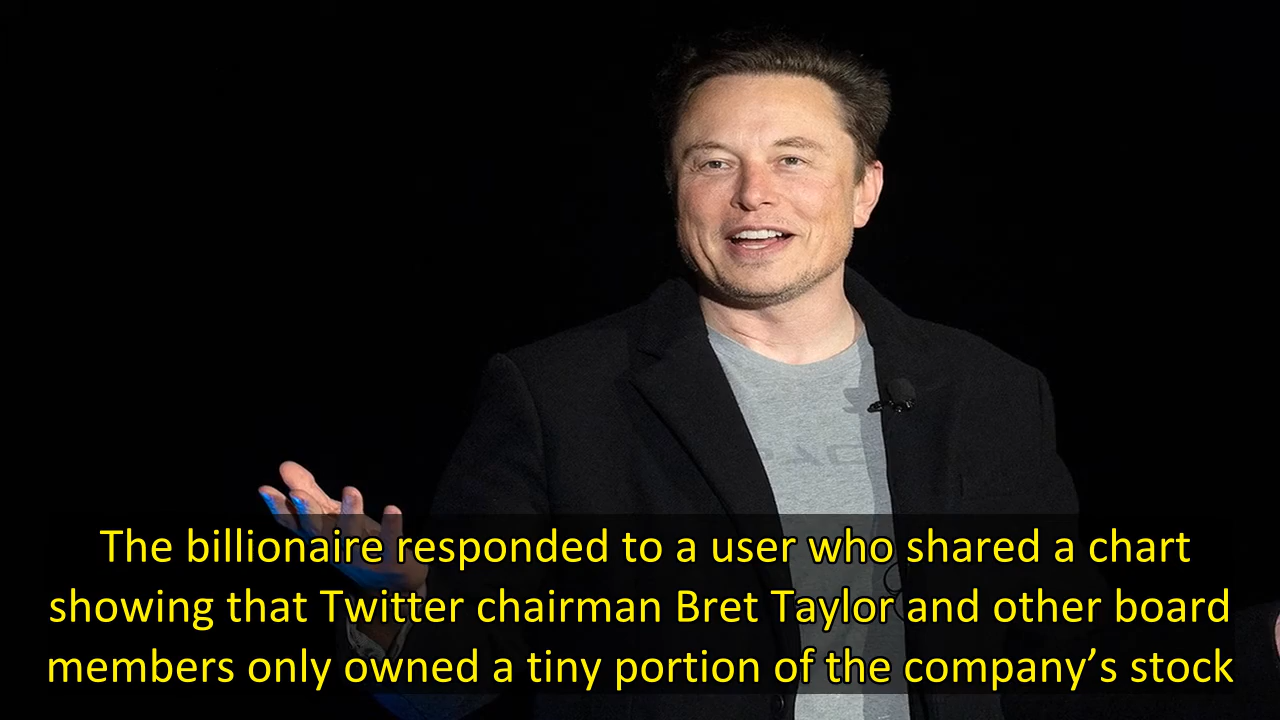 The billionaire responded to a user who shared a chart
showing that Twitter chairman Bret Taylor and other board
members only owned a tiny portion of the company’s stock